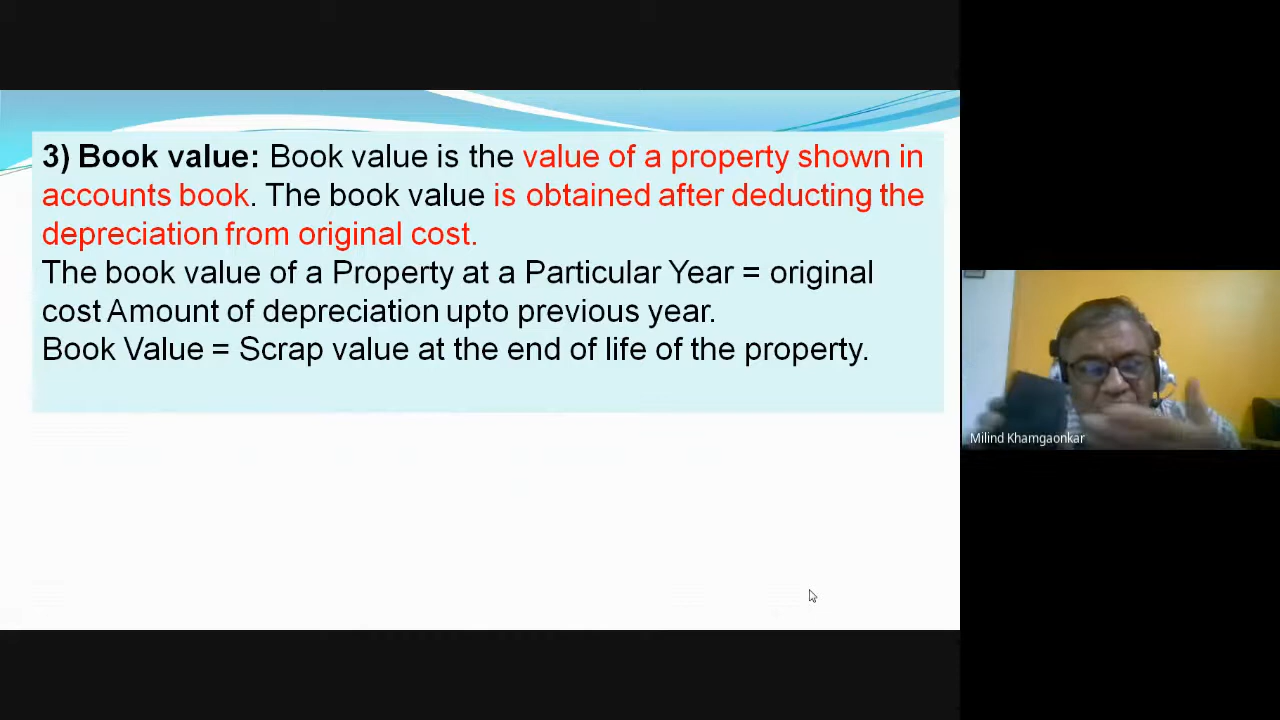 3) Book value: Book value is the value of a property shown in
accounts book. The book value is obtained after deducting the
depreciation from original cost.
The book value of a Property at a Particular Year = original
cost Amount of depreciation upto previous year.
Book Value = Scrap value at the end of life of the property.
Milind Khamgaonkar